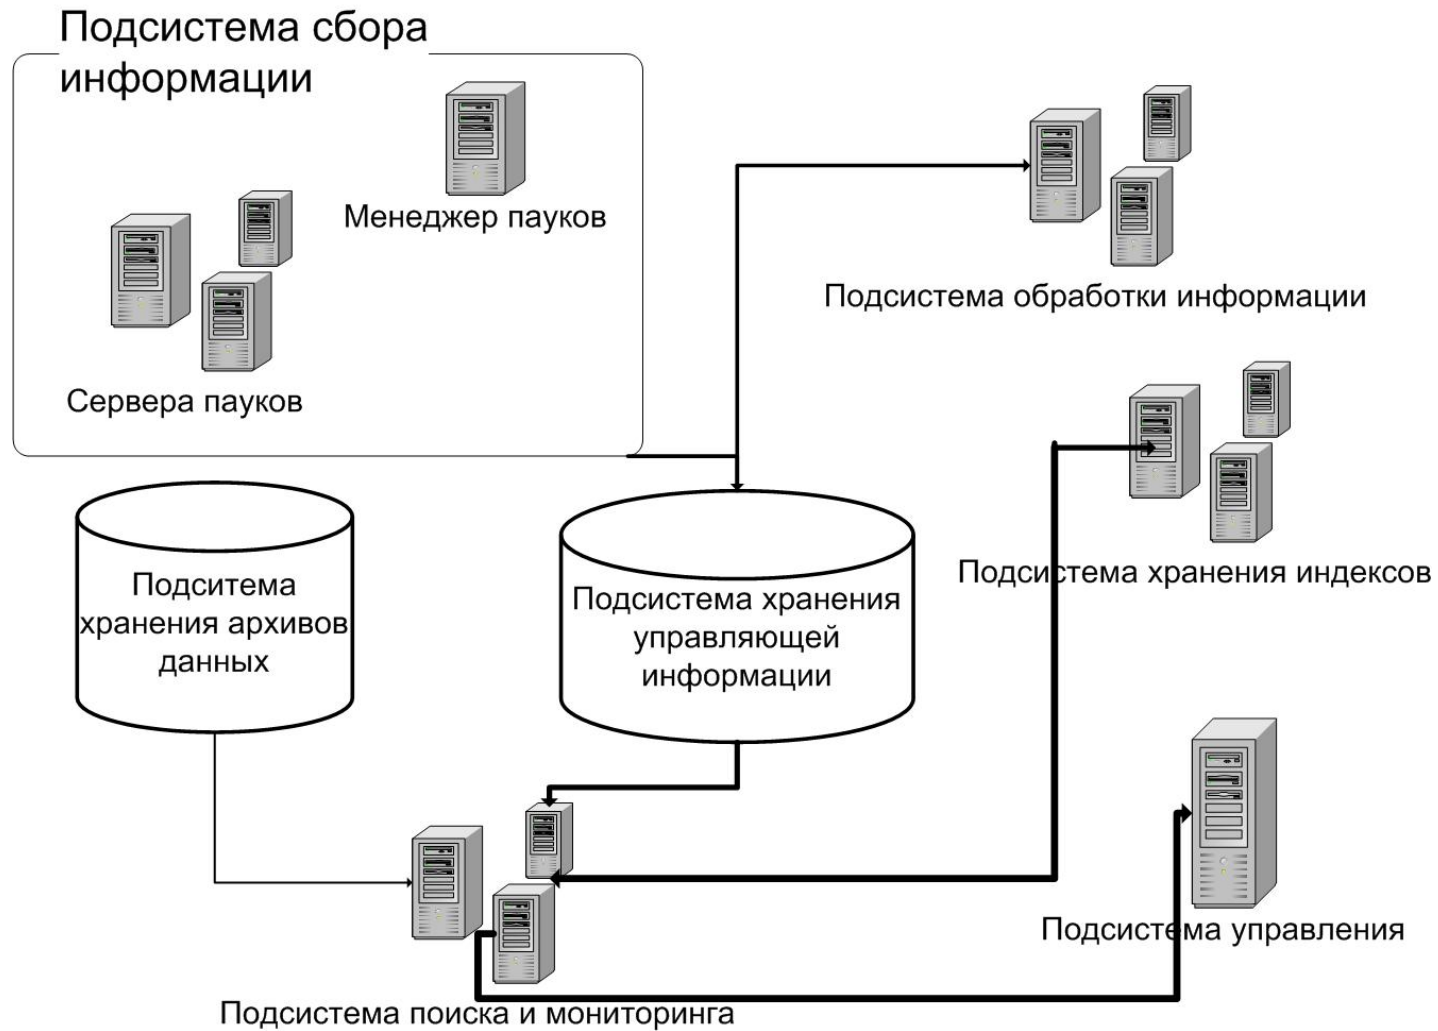 Подсистема сбора
информации
Менеджер пауков
Сервера пауков
Подсистема обработки информации
Подсистема хранения индексов
Подситема
хранения архивов
данных
Подсистема хранения
управляющей
информации
Подсистема управления
Подсистема поиска и мониторинга